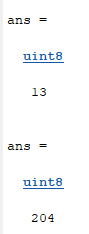 ans =
uint8
13
ans =
uint8
204